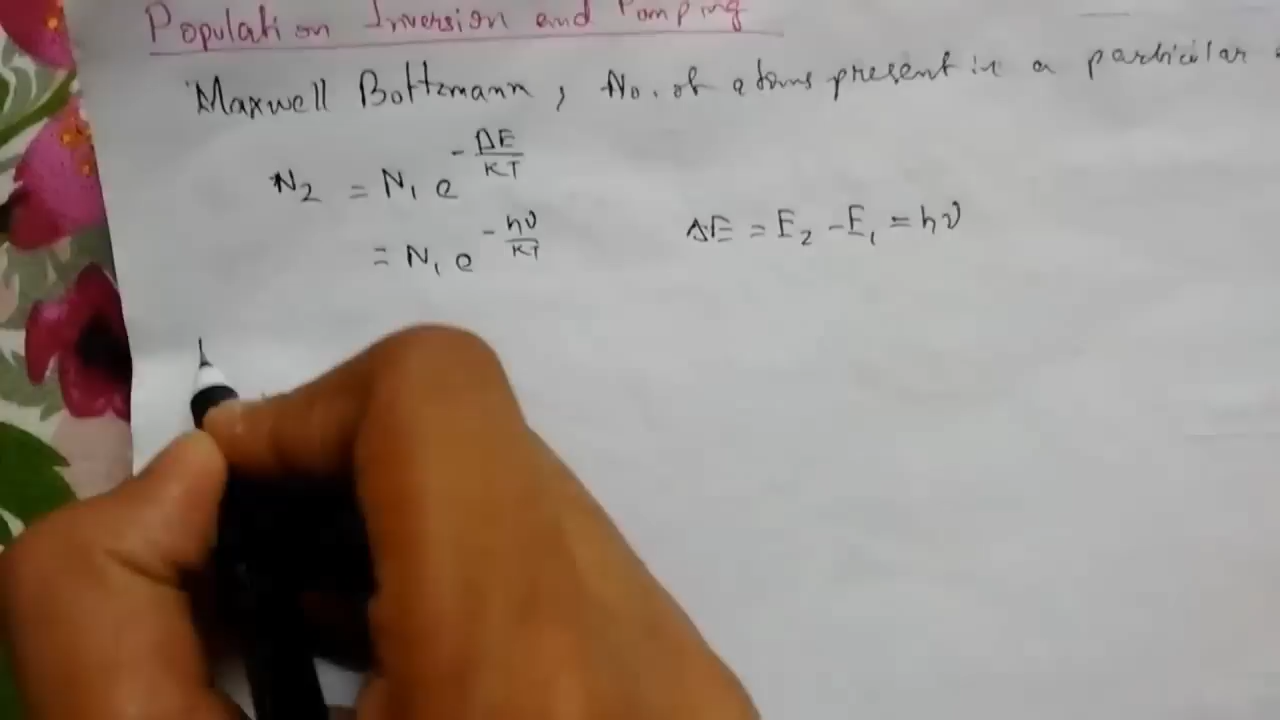 Population Inversion and Pumping
Maxwell Boltzmann, No. of atoms present in a particular
N₂ = N₁ e^(-ΔE/KT)
= N₁ e^(-hν/KT)    ΔE = E₂ - E₁ = hν